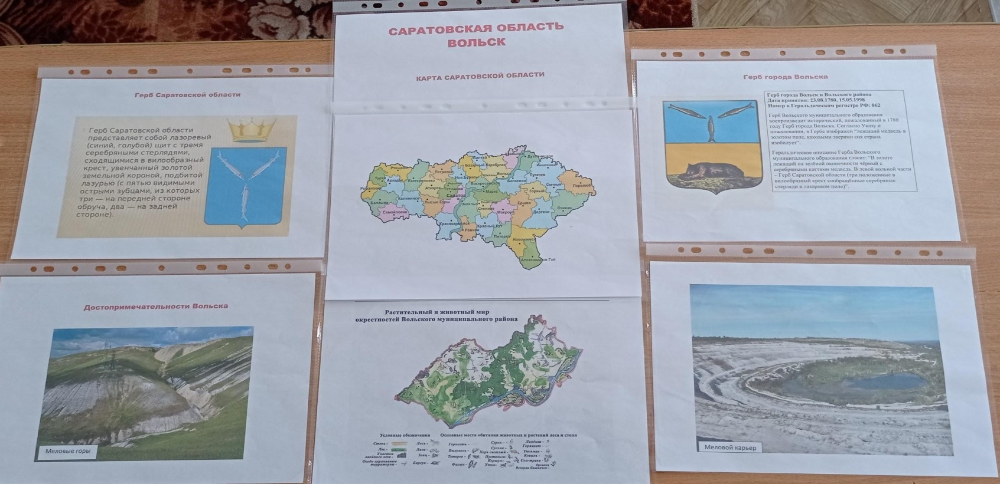 САРАТОВСКАЯ ОБЛАСТЬ
ВОЛЬСК
КАРТА САРАТОВСКОЙ ОБЛАСТИ
Герб Саратовской области
Герб Саратовской области
представляет собой лазоревый
(синий, голубой) щит с тремя
серебряными стерлядями,
сходящимися в вилообразный
крест, увенчанный золотой
земельной короной, подбитой
лазурью (с пятью видимыми
острыми зубцами, из которых
три — на передней стороне
обруча, два — на задней
стороне).
Герб города Вольска
Герб города Вольск и Вольского района
Дата принятия: 23.08.1780, 15.05.1998
Номер в Геральдическом регистре РФ: 862
Герб Вольского муниципального образования
воспроизводит исторический, пожалованный в 1780
году Герб города Вольска. Согласно Указу о
пожаловании, в Гербе изображен "лежащий медведь в
золотом поле, каковыми зверями сия страна
изобилует".
Геральдическое описание Герба Вольского
муниципального образования гласит: "В золоте
лежащий на зелёной оконечности чёрный с
серебряными когтями медведь. В левой вольной части
– Герб Саратовской области (три положенные в
вилообразный крест сообращённые серебряные
стерляди в лазоревом поле)".
Балтай
Духовницкое
Ивантеевка
Ртищево
Базарный Карабулак
Петровск
Турки
Аркадак
Екатериновка
Нов.Бурасы
Вольск
Балаково
Пугачев
Перелюб
Романовка
Аткарск
Татищево
Воскресенское
Маркс
Горный
Саратов
Балашов
Калининск
Лысые Горы
Энгельс
Степное
Ершов
Озинки
Самойловка
Мокроус
Дергачи
Красноармейск
Ровное
Красный Кут
Питерка
Новоузенск
Александров Гай
Достопримечательности Вольска
Меловые горы
Растительный и животный мир
окрестностей Вольского муниципального района
Условные обозначения
Основные места обитания животных и растений леса и степи
Степь -
Лес -
Участки
хвойного леса -
Особо охраняемые
территории -
Лось -
Лиса -
Заяц -
Барсук -
Горность -
Выхухоль -
Тетерев -
Филин -
Сурок -
Суслик -
Хорь светлый -
Пустельга -
Коршун -
Утка -
Ландыш -
Горицвет -
Тюльпан -
Ковыль -
Сон-трава -
Орхидея
Венерин башмачок -
Меловой карьер